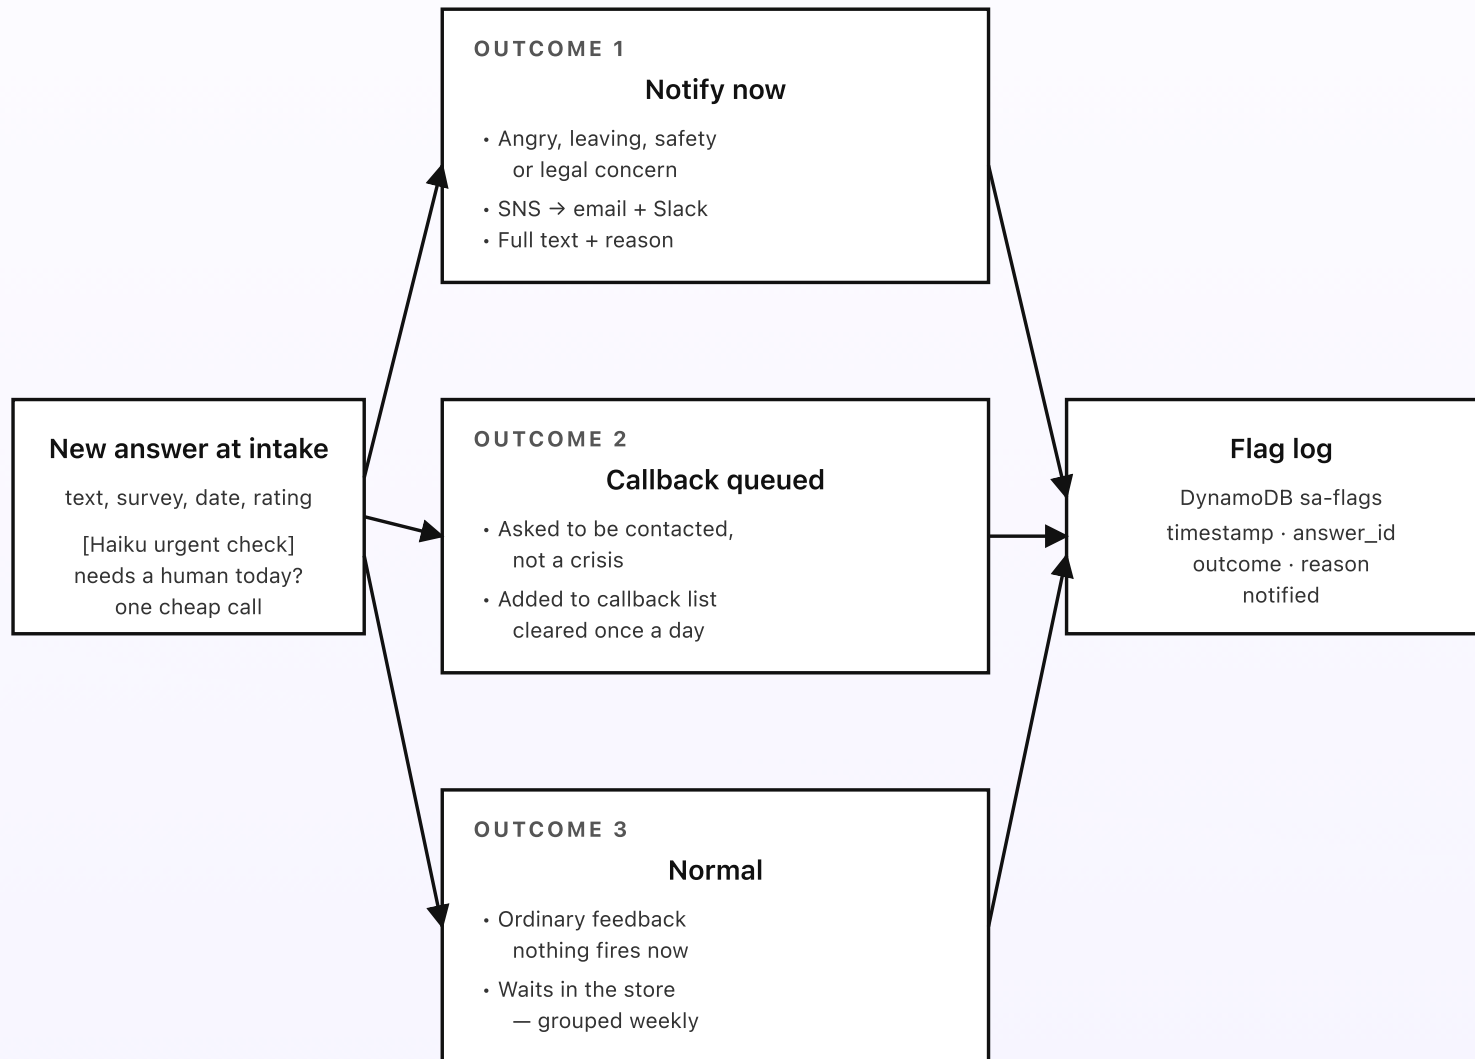 OUTCOME 1
Notify now
• Angry, leaving, safety
or legal concern
• SNS → email + Slack
• Full text + reason
New answer at intake
text, survey, date, rating
[Haiku urgent check]
needs a human today?
one cheap call
OUTCOME 2
Callback queued
• Asked to be contacted,
not a crisis
• Added to callback list
cleared once a day
Flag log
DynamoDB sa-flags
timestamp · answer_id
outcome · reason
notified
OUTCOME 3
Normal
• Ordinary feedback
nothing fires now
• Waits in the store
— grouped weekly